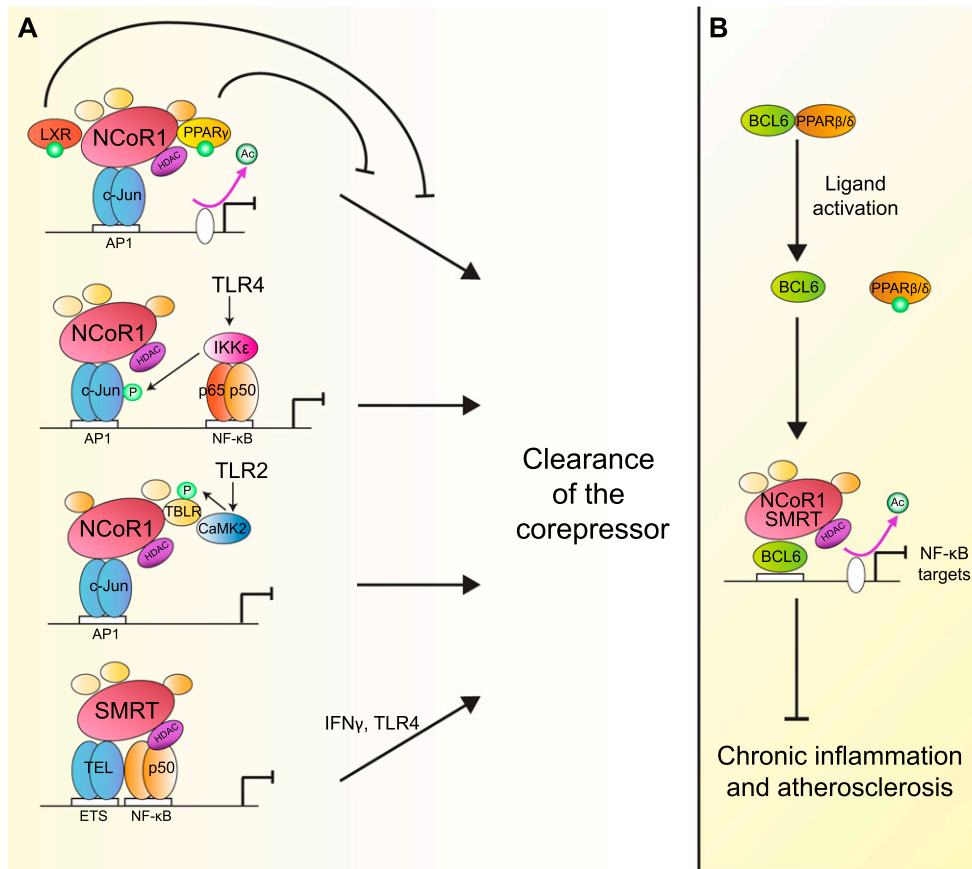 A
LXR
NCoR1
PPARγ
HDAC
Ac
c-Jun
AP1
TLR4
NCoR1
HDAC
IKKε
c-Jun
P
p65
p50
AP1
NF-κB
TLR2
P
NCoR1
TBLR
CaMK2
HDAC
c-Jun
AP1
SMRT
HDAC
TEL
p50
ETS
NF-κB
IFNγ, TLR4
Clearance
of the
corepressor
B
BCL6
PPARβ/δ
Ligand
activation
BCL6
PPARβ/δ
NCoR1
SMRT
HDAC
Ac
BCL6
NF-κB
targets
Chronic inflammation
and atherosclerosis